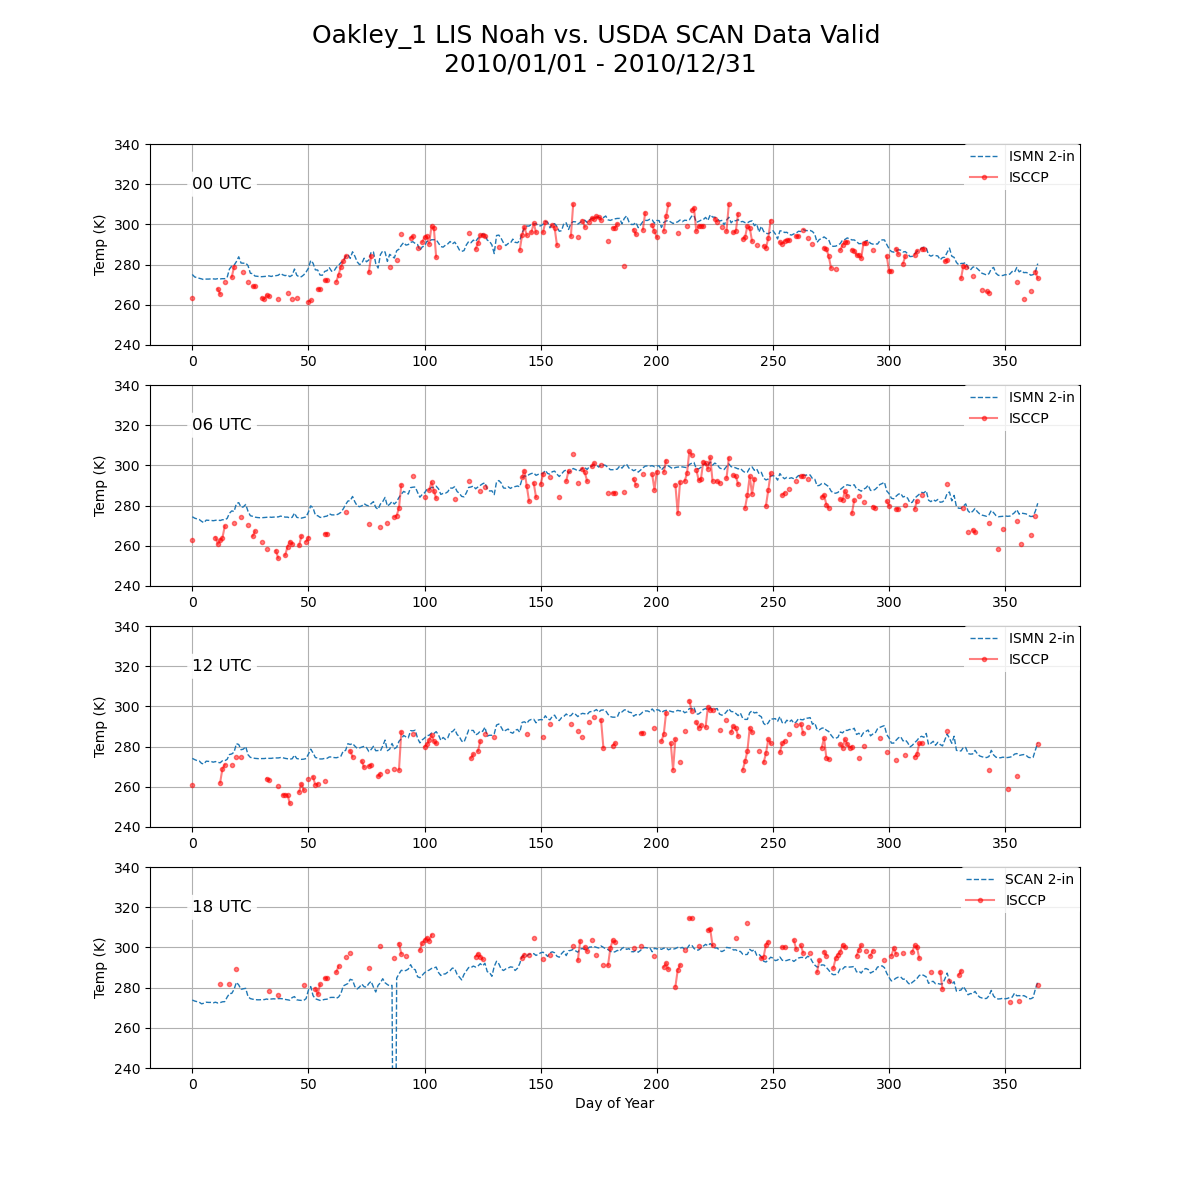 Oakley_1 LIS Noah vs. USDA SCAN Data Valid
2010/01/01 - 2010/12/31
340
320
300
280
260
240
Temp (K)
00 UTC
ISMN 2-in
ISCCP
0 50 100 150 200 250 300 350
340
320
300
280
260
240
Temp (K)
06 UTC
ISMN 2-in
ISCCP
0 50 100 150 200 250 300 350
340
320
300
280
260
240
Temp (K)
12 UTC
ISMN 2-in
ISCCP
0 50 100 150 200 250 300 350
340
320
300
280
260
240
Temp (K)
18 UTC
SCAN 2-in
ISCCP
0 50 100 150 200 250 300 350
Day of Year